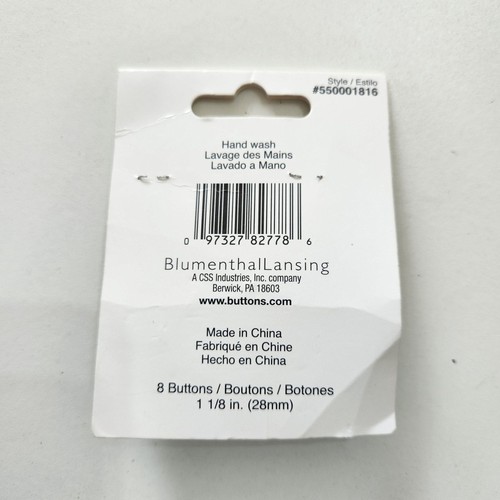 Style / Estilo
#550001816
Hand wash
Lavage des Mains
Lavado a Mano
0 97327 82778 6
BlumenthalLansing
A CSS Industries, Inc. company
Berwick, PA 18603
www.buttons.com
Made in China
Fabriqué en Chine
Hecho en China
8 Buttons / Boutons / Botones
1 1/8 in. (28mm)